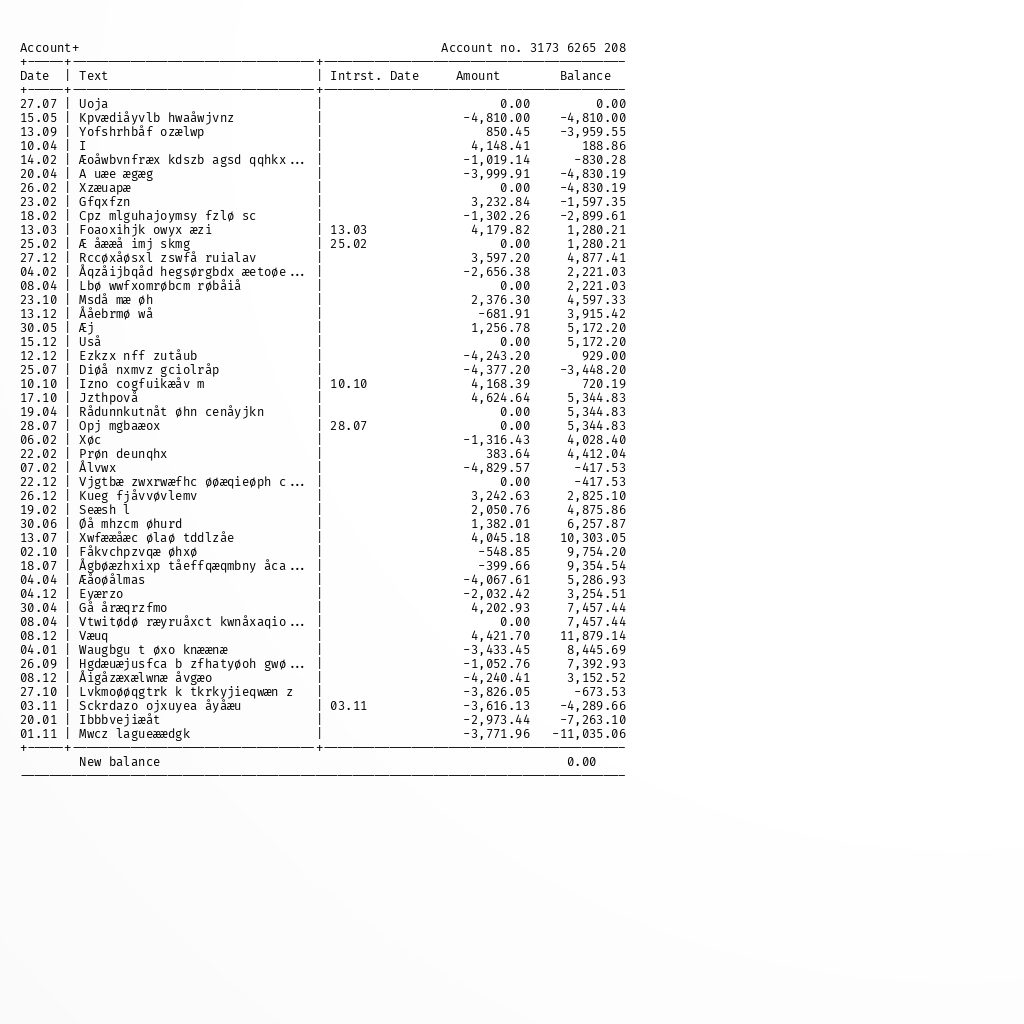 Account+ Account no. 3173 6265 208
Date | Text | Intrst. Date Amount Balance
27.07 | Uoja | 0.00 0.00
15.05 | Kpvædiåyvlb hwaåwjvnz | -4,810.00 -4,810.00
13.09 | Yofshrhbåf ozælwp | 850.45 -3,959.55
10.04 | I | 4,148.41 188.86
14.02 | Æoåwbvnfræx kdszb agsd qqhkx... | -1,019.14 -830.28
20.04 | A uæe ægæg | -3,999.91 -4,830.19
26.02 | Xzæuapæ | 0.00 -4,830.19
23.02 | Gfqxfzn | 3,232.84 -1,597.35
18.02 | Cpz mlguhajoymsy fzlø sc | -1,302.26 -2,899.61
13.03 | Foaoxihjk owyx æzi | 13.03 4,179.82 1,280.21
25.02 | Æ åææå imj skmg | 25.02 0.00 1,280.21
27.12 | Rccøxåøsxl zswfå ruialav | 3,597.20 4,877.41
04.02 | Åqzåijbqåd hegsørgbdx æetoøe... | -2,656.38 2,221.03
08.04 | Lbø wwfxomrøbcm røbåiå | 0.00 2,221.03
23.10 | Msdå mæ øh | 2,376.30 4,597.33
13.12 | Ååebrmø wå | -681.91 3,915.42
30.05 | Æj | 1,256.78 5,172.20
15.12 | Uså | 0.00 5,172.20
12.12 | Ezkzx nff zutåub | -4,243.20 929.00
25.07 | Diøå nxmvz gciolråp | -4,377.20 -3,448.20
10.10 | Izno cogfuikæåv m | 10.10 4,168.39 720.19
17.10 | Jzthpovå | 4,624.64 5,344.83
19.04 | Rådunnkutnåt øhn cenåyjkn | 0.00 5,344.83
28.07 | Opj mgbaæox | 28.07 0.00 5,344.83
06.02 | Xøc | -1,316.43 4,028.40
22.02 | Prøn deunqhx | 383.64 4,412.04
07.02 | Ålvwx | -4,829.57 -417.53
22.12 | Vjgtbæ zwxrwæfhc øøæqieøph c... | 0.00 -417.53
26.12 | Kueg fjåvvøvlemv | 3,242.63 2,825.10
19.02 | Seæsh l | 2,050.76 4,875.86
30.06 | Øå mhzcm øhurd | 1,382.01 6,257.87
13.07 | Xwfææåæc ølaø tddlzåe | 4,045.18 10,303.05
02.10 | Fåkvchpzvqæ øhxø | -548.85 9,754.20
18.07 | Ågbøæzhxixp tåeffqæqmbny åca... | -399.66 9,354.54
04.04 | Æåoøålmas | -4,067.61 5,286.93
04.12 | Eyærzo | -2,032.42 3,254.51
30.04 | Gå åræqrzfmo | 4,202.93 7,457.44
08.04 | Vtwitødø ræyruåxct kwnåxaqio... | 0.00 7,457.44
08.12 | Væuq | 4,421.70 11,879.14
04.01 | Waugbgu t øxo knæænæ | -3,433.45 8,445.69
26.09 | Hgdæuæjusfca b zfhatyøoh gwø... | -1,052.76 7,392.93
08.12 | Åigåzæxælwnæ åvgæo | -4,240.41 3,152.52
27.10 | Lvkmoøøqgtrk k tkrkyjieqwæn z | -3,826.05 -673.53
03.11 | Sckrdazo ojxuyea åyåæu | 03.11 -3,616.13 -4,289.66
20.01 | Ibbbvejiæåt | -2,973.44 -7,263.10
01.11 | Mwcz lagueææedgk | -3,771.96 -11,035.06
New balance 0.00